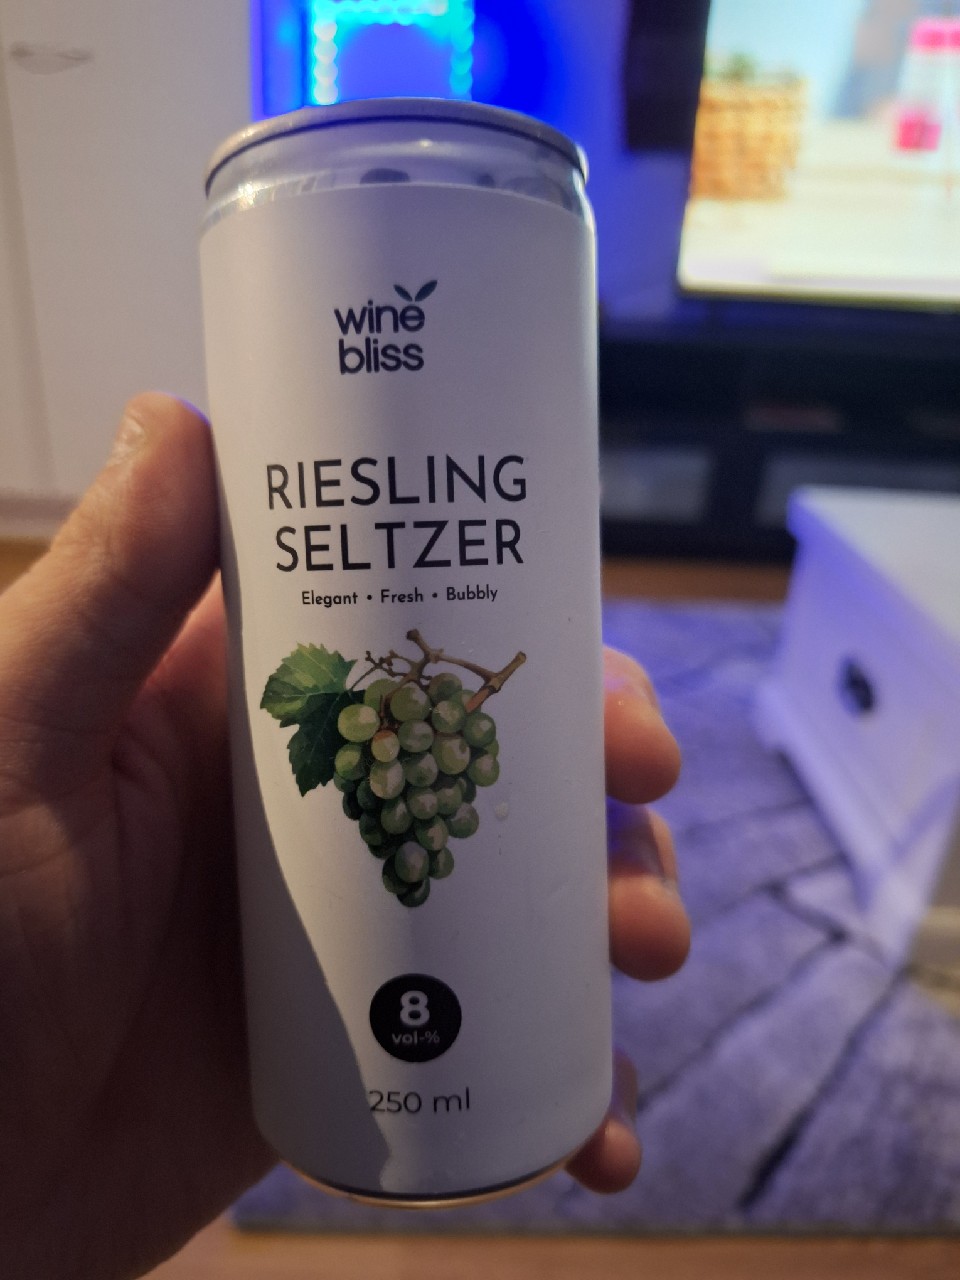 wine
bliss
RIESLING
SELTZER
Elegant • Fresh • Bubbly
8
vol-%
250 ml